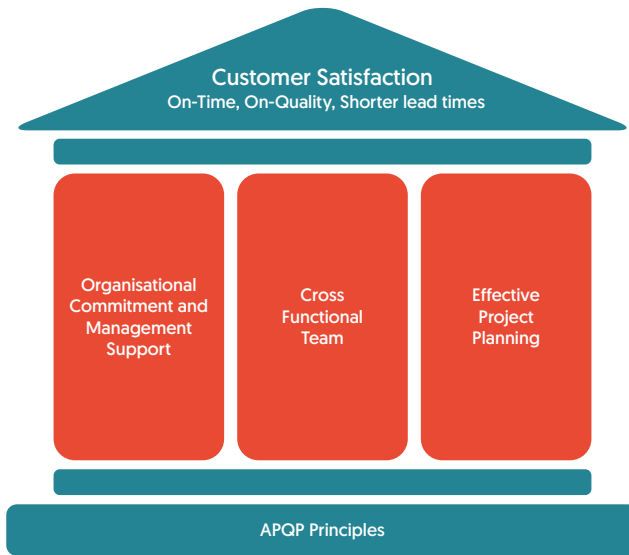 Customer Satisfaction
On-Time, On-Quality, Shorter lead times
Organisational
Commitment and
Management
Support
Cross
Functional
Team
Effective
Project
Planning
APQP Principles